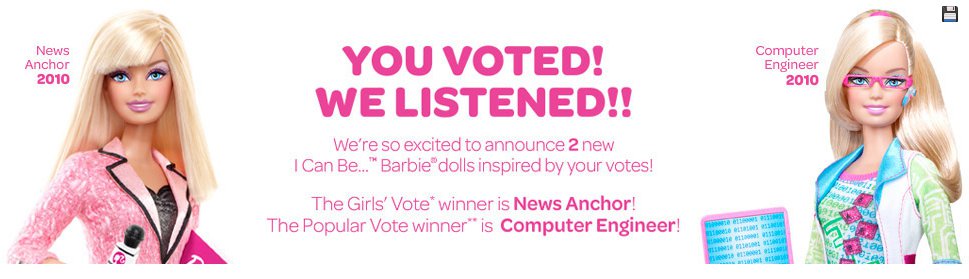 News
Anchor
2010
YOU VOTED!
WE LISTENED!!
We're so excited to announce 2 new
I Can Be...™ Barbie® dolls inspired by your votes!
The Girls' Vote* winner is News Anchor!
The Popular Vote winner** is Computer Engineer!
Computer
Engineer
2010